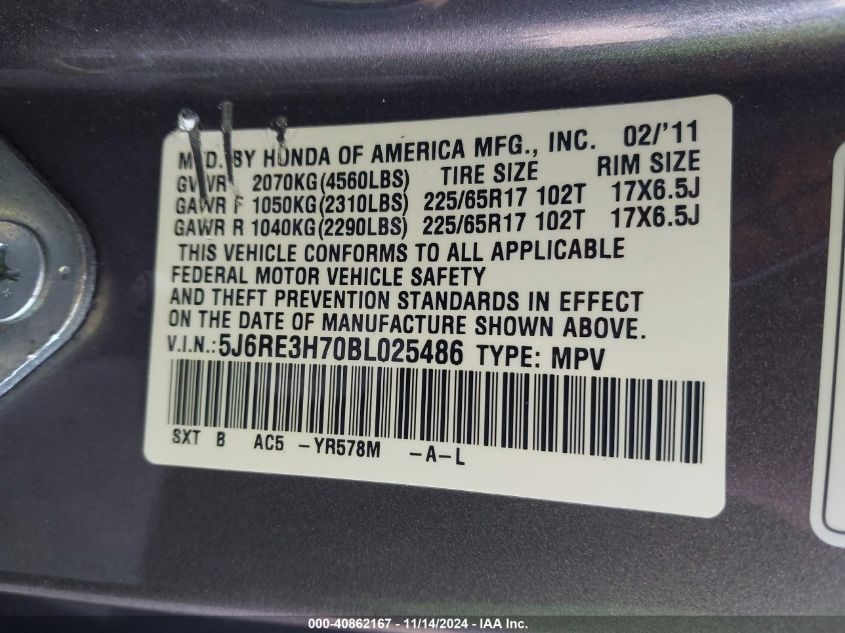 MFD. BY HONDA OF AMERICA MFG., INC. 02/'11
GVWR 2070KG(4560LBS) TIRE SIZE RIM SIZE
GAWR F 1050KG(2310LBS) 225/65R17 102T 17X6.5J
GAWR R 1040KG(2290LBS) 225/65R17 102T 17X6.5J
THIS VEHICLE CONFORMS TO ALL APPLICABLE
FEDERAL MOTOR VEHICLE SAFETY
AND THEFT PREVENTION STANDARDS IN EFFECT
ON THE DATE OF MANUFACTURE SHOWN ABOVE.
V.I.N.:5J6RE3H70BL025486 TYPE: MPV
SXT B AC5 -YR578M -A-L
000-40862167 - 11/14/2024 - IAA Inc.